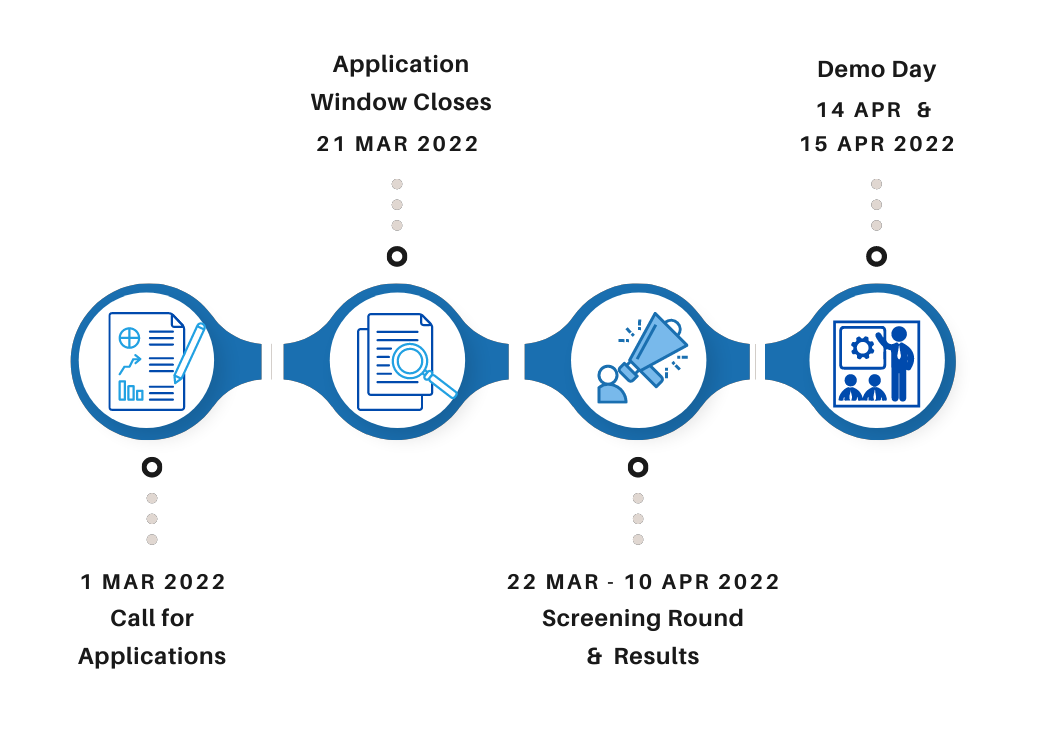 Application
Window Closes
21 MAR 2022
Demo Day
14 APR &
15 APR 2022
1 MAR 2022
Call for
Applications
22 MAR - 10 APR 2022
Screening Round
& Results